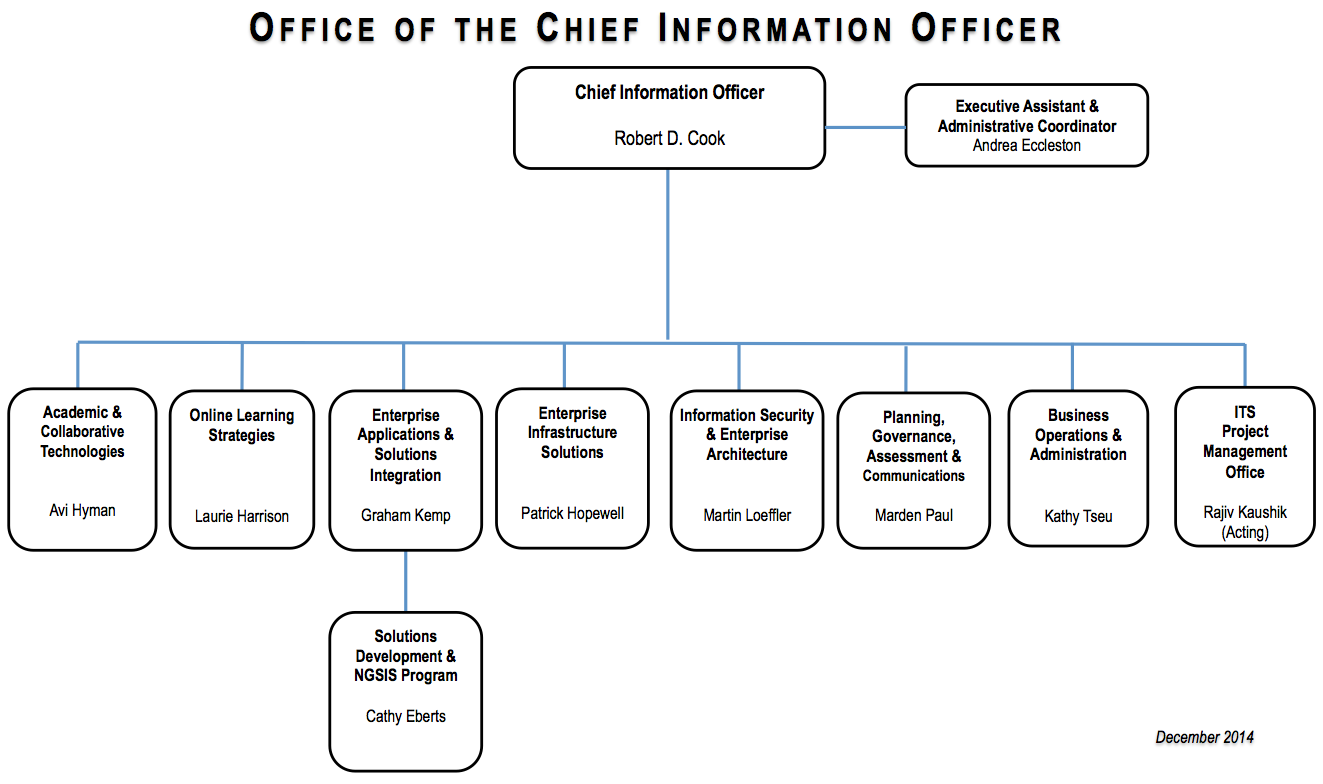 OFFICE OF THE CHIEF INFORMATION OFFICER
Chief Information Officer
Robert D. Cook
Executive Assistant &
Administrative Coordinator
Andrea Eccleston
Academic &
Collaborative
Technologies
Avi Hyman
Online Learning
Strategies
Laurie Harrison
Enterprise
Applications &
Solutions
Integration
Graham Kemp
Enterprise
Infrastructure
Solutions
Patrick Hopewell
Information Security
& Enterprise
Architecture
Martin Loeffler
Planning,
Governance,
Assessment &
Communications
Marden Paul
Business
Operations &
Administration
Kathy Tseu
ITS
Project
Management
Office
Rajiv Kaushik
(Acting)
Solutions
Development &
NGSIS Program
Cathy Eberts
December 2014